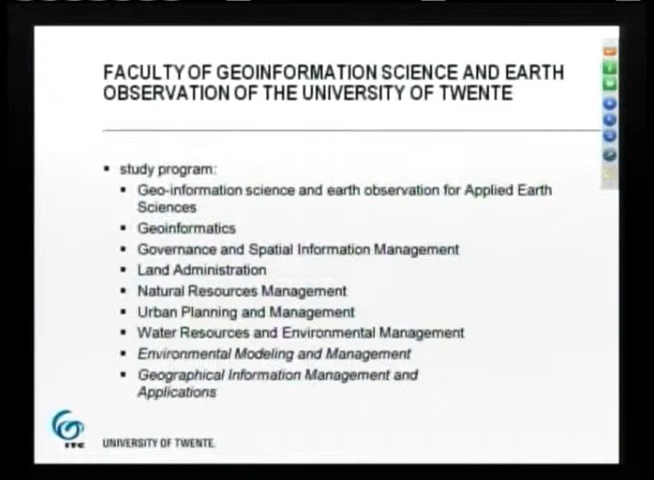 FACULTY OF GEOINFORMATION SCIENCE AND EARTH
OBSERVATION OF THE UNIVERSITY OF TWENTE
study program:
Geo-information science and earth observation for Applied Earth
Sciences
Geoinformatics
Governance and Spatial Information Management
Land Administration
Natural Resources Management
Urban Planning and Management
Water Resources and Environmental Management
Environmental Modeling and Management
Geographical Information Management and
Applications
ITC
UNIVERSITY OF TWENTE.